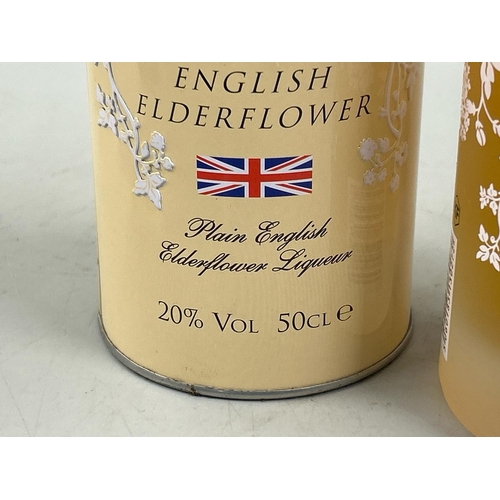 ENGLISH
ELDERFLOWER
Plain English
Elderflower Liqueur
20% VOL 50CL e